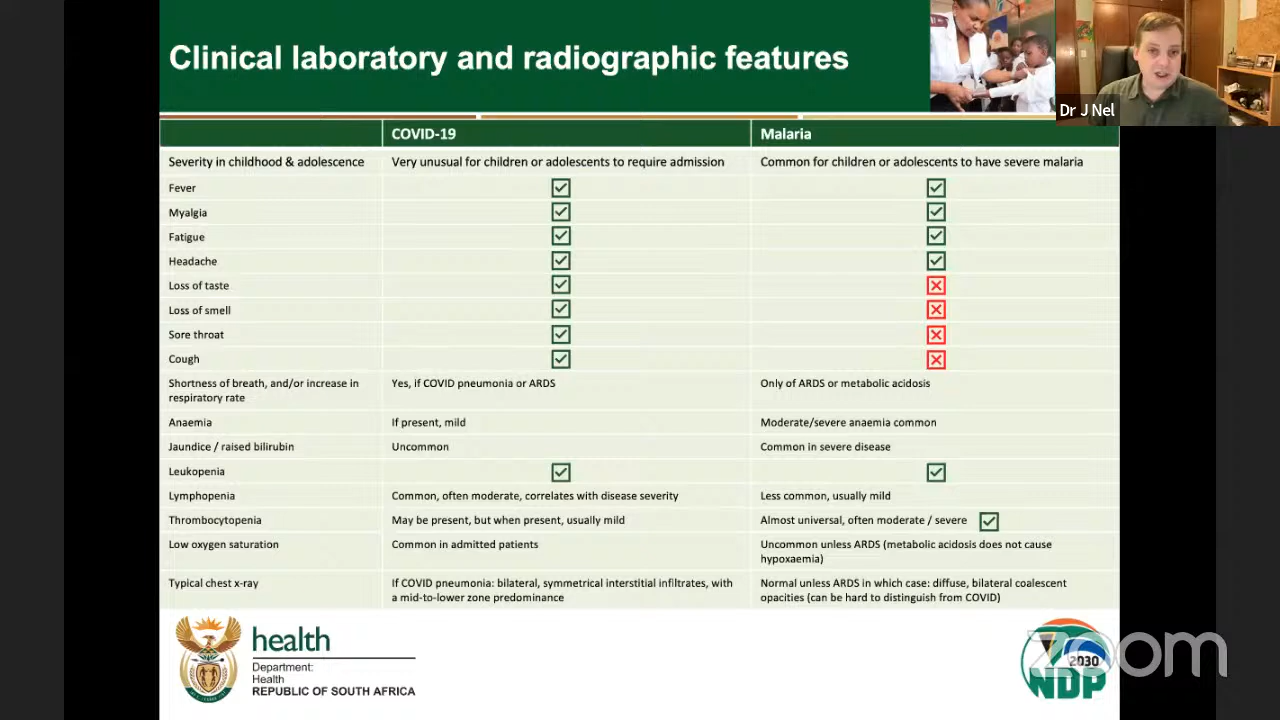 Clinical laboratory and radiographic features
Dr J Nel
COVID-19 Malaria
Severity in childhood & adolescence Very unusual for children or adolescents to require admission Common for children or adolescents to have severe malaria
Fever
Myalgia
Fatigue
Headache
Loss of taste
Loss of smell
Sore throat
Cough
Shortness of breath, and/or increase in Yes, if COVID pneumonia or ARDS Only of ARDS or metabolic acidosis
respiratory rate
Anaemia If present, mild Moderate/severe anaemia common
Jaundice / raised bilirubin Uncommon Common in severe disease
Leukopenia
Lymphopenia Common, often moderate, correlates with disease severity Less common, usually mild
Thrombocytopenia May be present, but when present, usually mild Almost universal, often moderate / severe
Low oxygen saturation Common in admitted patients Uncommon unless ARDS (metabolic acidosis does not cause
hypoxaemia)
Typical chest x-ray If COVID pneumonia: bilateral, symmetrical interstitial infiltrates, with Normal unless ARDS in which case: diffuse, bilateral coalescent
a mid-to-lower zone predominance opacities (can be hard to distinguish from COVID)
health
Department:
Health
REPUBLIC OF SOUTH AFRICA
2030
NDP
zoom